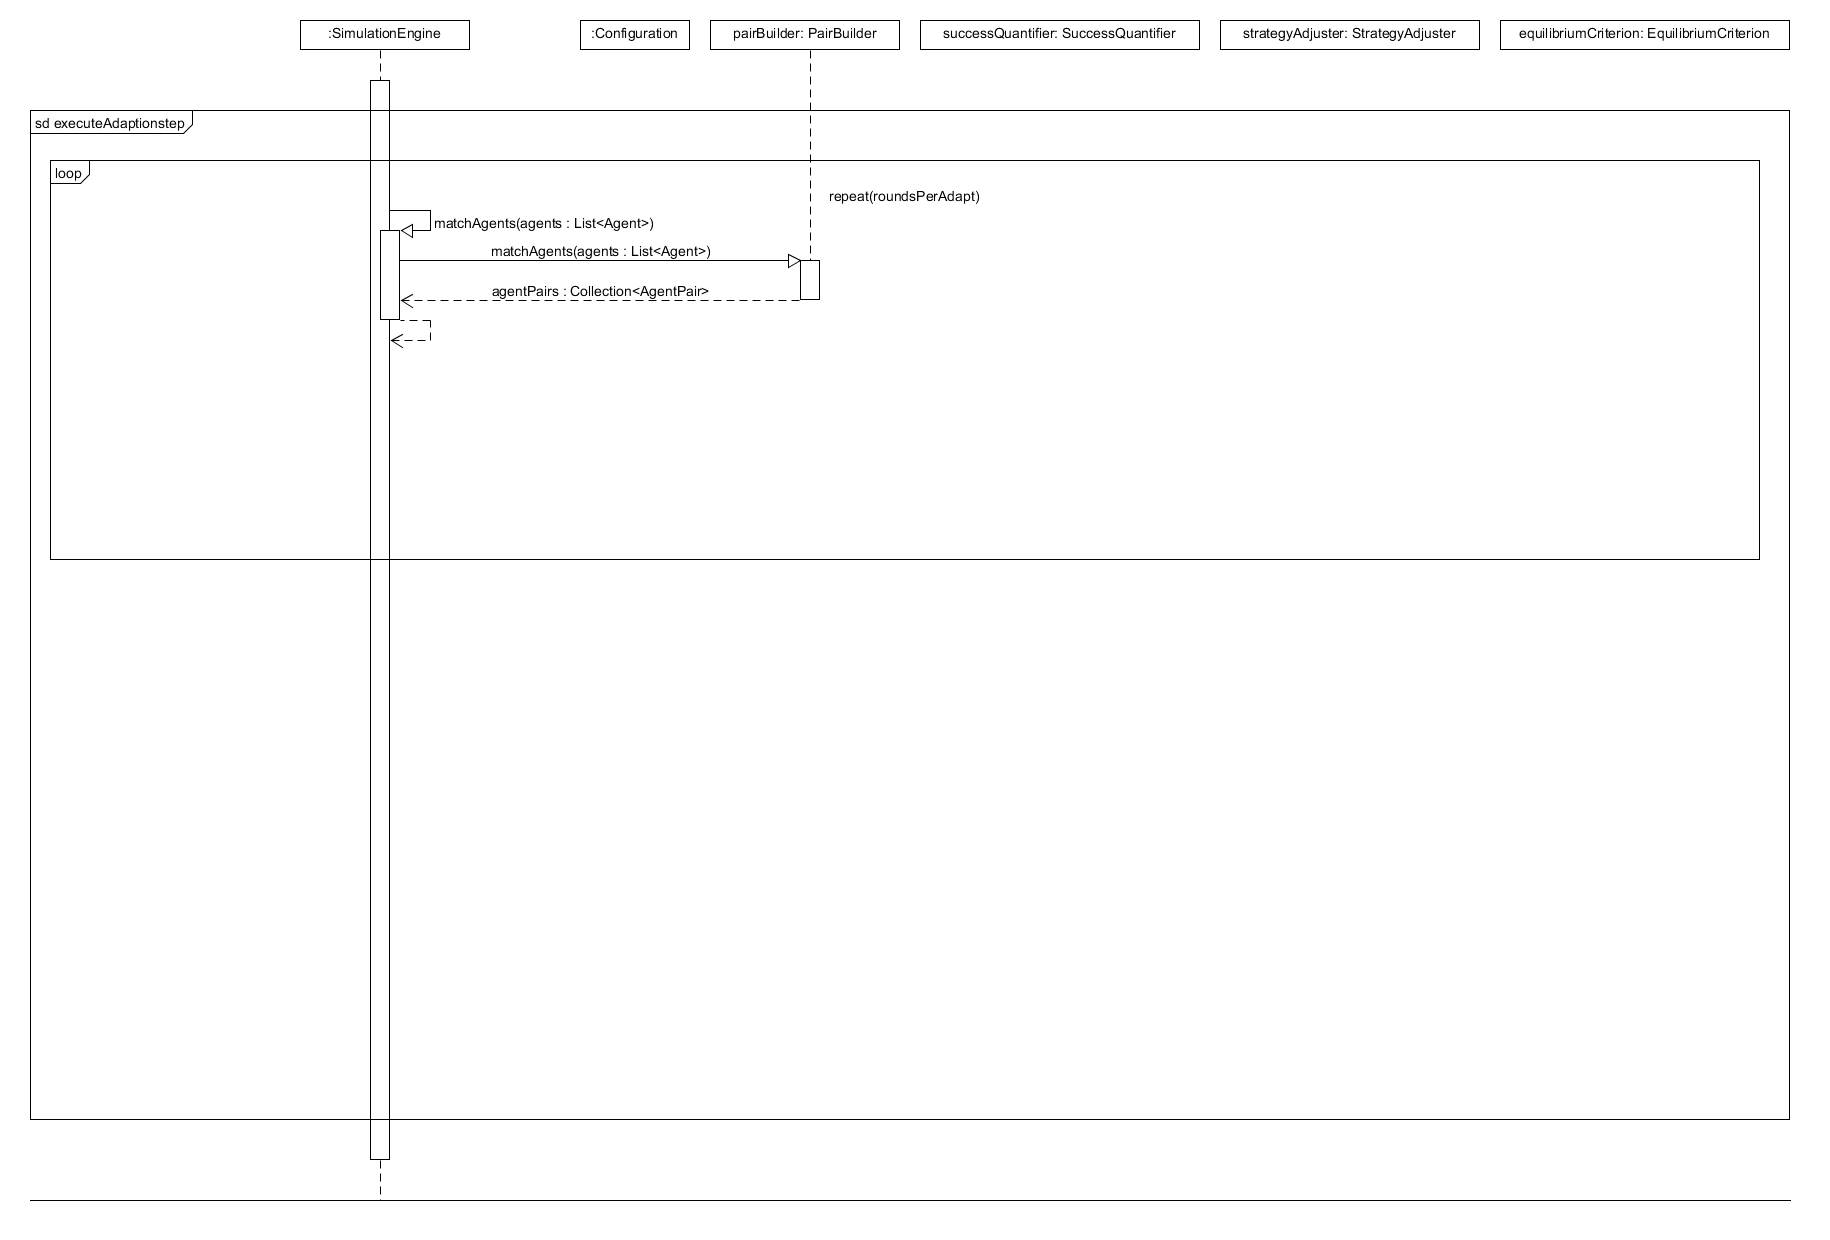 :SimulationEngine
:Configuration
pairBuilder: PairBuilder
successQuantifier: SuccessQuantifier
strategyAdjuster: StrategyAdjuster
equilibriumCriterion: EquilibriumCriterion
sd executeAdaptionstep
loop
repeat(roundsPerAdapt)
matchAgents(agents : List<Agent>)
matchAgents(agents : List<Agent>)
agentPairs : Collection<AgentPair>